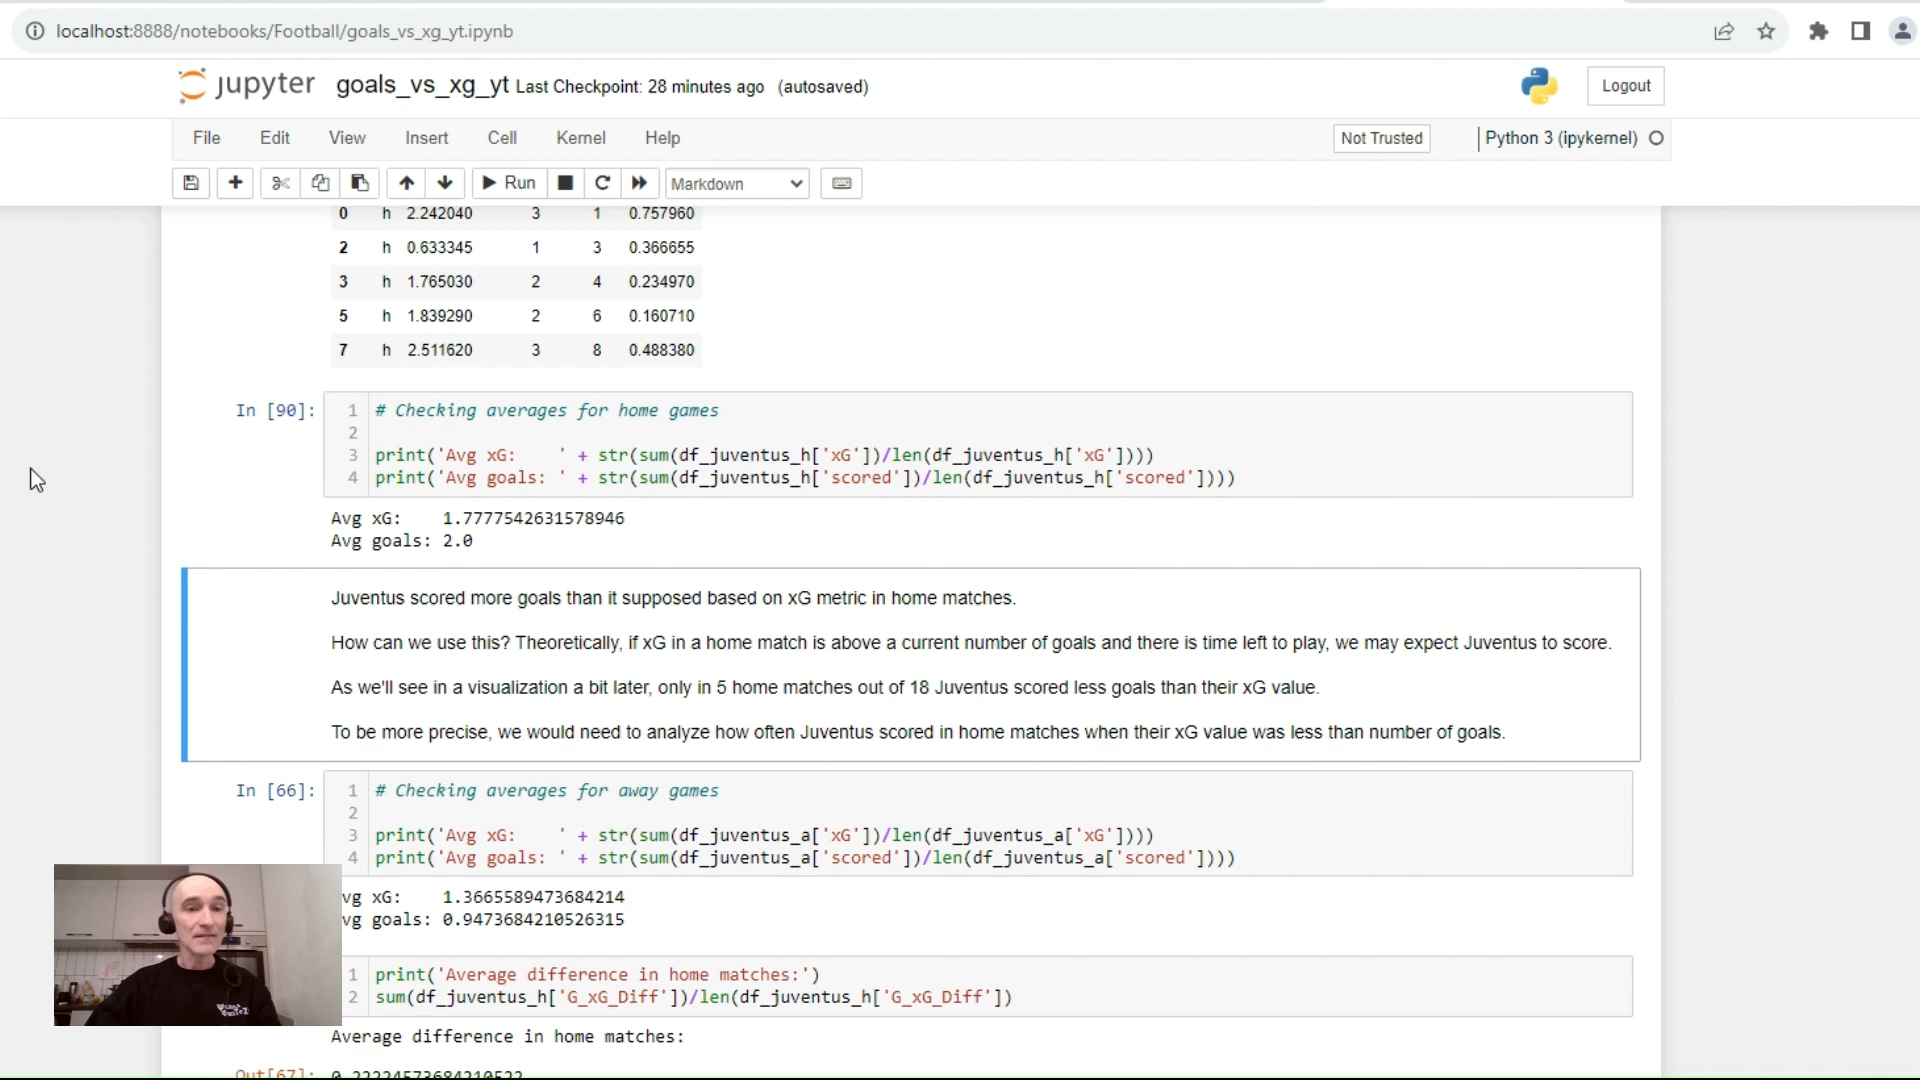 localhost:8888/notebooks/Football/goals_vs_xg_yt.ipynb
jupyter goals_vs_xg_yt Last Checkpoint: 28 minutes ago (autosaved)
Logout
File Edit View Insert Cell Kernel Help
Not Trusted
Python 3 (ipykernel)
Run
Markdown
0 h 2.242040 3 1 0.757960
2 h 0.633345 1 3 0.366655
3 h 1.765030 2 4 0.234970
5 h 1.839290 2 6 0.160710
7 h 2.511620 3 8 0.488380
In [90]:
1 # Checking averages for home games
2
3 print('Avg xG:    ' + str(sum(df_juventus_h['xG'])/len(df_juventus_h['xG'])))
4 print('Avg goals: ' + str(sum(df_juventus_h['scored'])/len(df_juventus_h['scored'])))
Avg xG:    1.7777542631578946
Avg goals: 2.0
Juventus scored more goals than it supposed based on xG metric in home matches.
How can we use this? Theoretically, if xG in a home match is above a current number of goals and there is time left to play, we may expect Juventus to score.
As we'll see in a visualization a bit later, only in 5 home matches out of 18 Juventus scored less goals than their xG value.
To be more precise, we would need to analyze how often Juventus scored in home matches when their xG value was less than number of goals.
In [66]:
1 # Checking averages for away games
2
3 print('Avg xG:    ' + str(sum(df_juventus_a['xG'])/len(df_juventus_a['xG'])))
4 print('Avg goals: ' + str(sum(df_juventus_a['scored'])/len(df_juventus_a['scored'])))
vg xG:    1.3665589473684214
vg goals: 0.9473684210526315
1 print('Average difference in home matches:')
2 sum(df_juventus_h['G_xG_Diff'])/len(df_juventus_h['G_xG_Diff'])
Average difference in home matches:
Out[67]: 0.22224573684210522